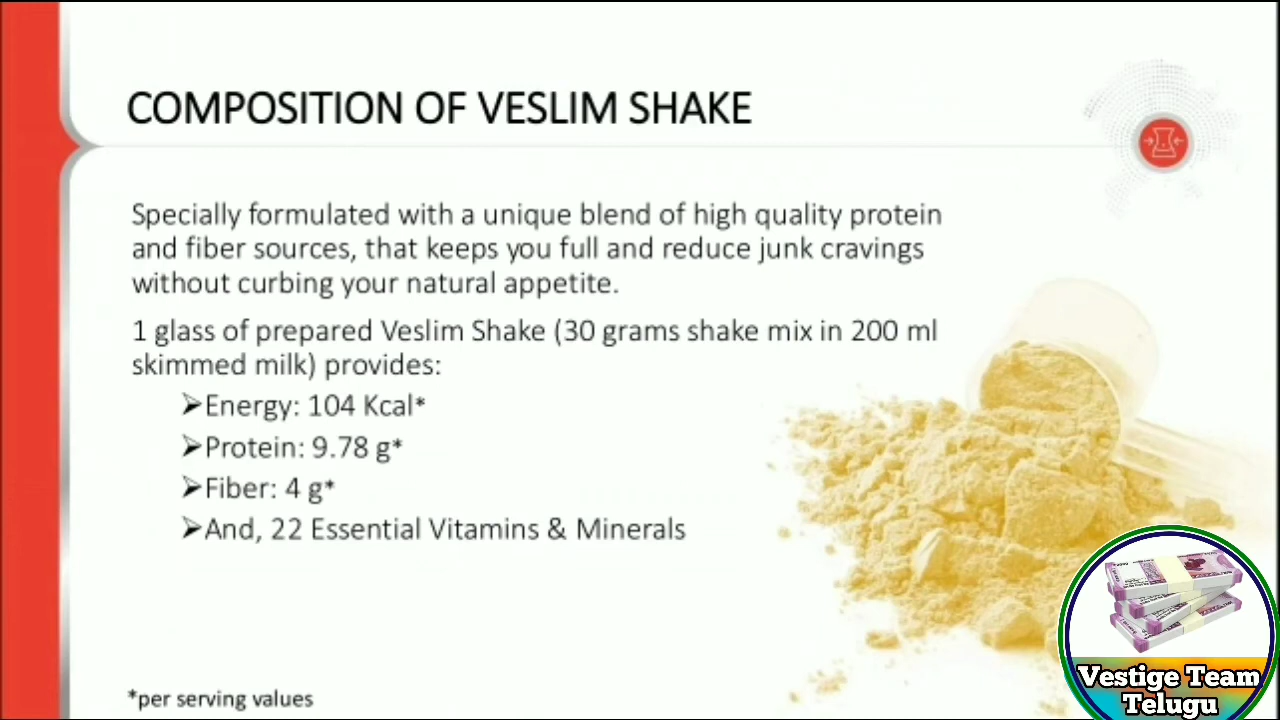 COMPOSITION OF VESLIM SHAKE
Specially formulated with a unique blend of high quality protein
and fiber sources, that keeps you full and reduce junk cravings
without curbing your natural appetite.
1 glass of prepared Veslim Shake (30 grams shake mix in 200 ml
skimmed milk) provides:
➢Energy: 104 Kcal*
➢Protein: 9.78 g*
➢Fiber: 4 g*
➢And, 22 Essential Vitamins & Minerals
*per serving values
Vestige Team
Telugu